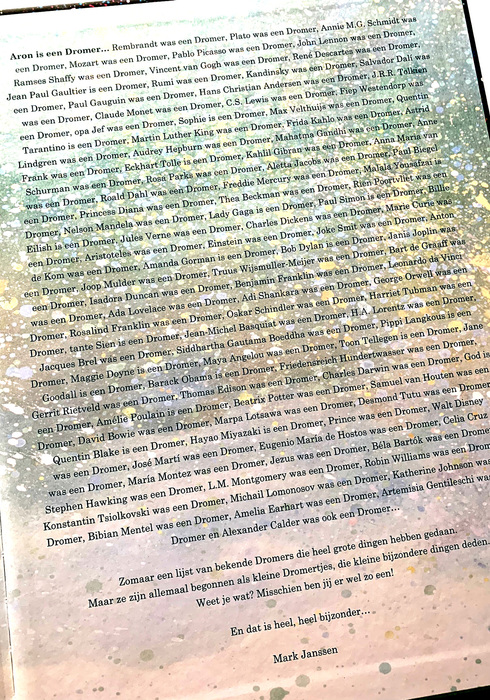 Aron is een Dromer... Rembrandt was een Dromer, Plato was een Dromer, Annie M.G. Schmidt was
een Dromer, Mozart was een Dromer, Pablo Picasso was een Dromer, John Lennon was een Dromer,
Ramses Shaffy was een Dromer, Vincent van Gogh was een Dromer, René Descartes was een Dromer,
Jean Paul Gaultier is een Dromer, Rumi was een Dromer, Kandinsky was een Dromer, Salvador Dalí was
een Dromer, Paul Gauguin was een Dromer, Hans Christian Andersen was een Dromer, J.R.R. Tolkien
was een Dromer, Claude Monet was een Dromer, C.S. Lewis was een Dromer, Fiep Westendorp was
een Dromer, opa Jef was een Dromer, Sophie is een Dromer, Max Velthuijs was een Dromer, Quentin
Tarantino is een Dromer, Martin Luther King was een Dromer, Frida Kahlo was een Dromer, Astrid
Lindgren was een Dromer, Audrey Hepburn was een Dromer, Mahatma Gandhi was een Dromer, Anne
Frank was een Dromer, Eckhart Tolle is een Dromer, Kahlil Gibran was een Dromer, Anna Maria van
Schurman was een Dromer, Rosa Parks was een Dromer, Aletta Jacobs was een Dromer, Paul Biegel
was een Dromer, Roald Dahl was een Dromer, Freddie Mercury was een Dromer, Malala Yousafzai is
een Dromer, Princess Diana was een Dromer, Thea Beckman was een Dromer, Rien Poortvliet was een
Dromer, Nelson Mandela was een Dromer, Lady Gaga is een Dromer, Paul Simon is een Dromer, Billie
Eilish is een Dromer, Jules Verne was een Dromer, Charles Dickens was een Dromer, Marie Curie was
een Dromer, Aristoteles was een Dromer, Einstein was een Dromer, Joke Smit was een Dromer, Anton
de Kom was een Dromer, Amanda Gorman is een Dromer, Bob Dylan is een Dromer, Janis Joplin was
een Dromer, Joop Mulder was een Dromer, Truus Wijsmuller-Meijer was een Dromer, Bart de Graaff was
een Dromer, Isadora Duncan was een Dromer, Benjamin Franklin was een Dromer, Leonardo da Vinci
was een Dromer, Ada Lovelace was een Dromer, Adi Shankara was een Dromer, George Orwell was een
Dromer, Rosalind Franklin was een Dromer, Oskar Schindler was een Dromer, Harriet Tubman was een
Dromer, tante Sien is een Dromer, Jean-Michel Basquiat was een Dromer, H.A. Lorentz was een Dromer,
Jacques Brel was een Dromer, Siddhartha Gautama Boeddha was een Dromer, Pippi Langkous is een
Dromer, Maggie Doyne is een Dromer, Maya Angelou was een Dromer, Toon Tellegen is een Dromer, Jane
Goodall is een Dromer, Barack Obama is een Dromer, Friedensreich Hundertwasser was een Dromer,
Gerrit Rietveld was een Dromer, Thomas Edison was een Dromer, Charles Darwin was een Dromer, God is
een Dromer, Amélie Poulain is een Dromer, Beatrix Potter was een Dromer, Samuel van Houten was een
Dromer, David Bowie was een Dromer, Marpa Lotsawa was een Dromer, Desmond Tutu was een Dromer
Quentin Blake is een Dromer, Hayao Miyazaki is een Dromer, Prince was een Dromer, Walt Disney
was een Dromer, José Martí was een Dromer, Eugenio María de Hostos was een Dromer, Celia Cruz
was een Dromer, María Montez was een Dromer, Jezus was een Dromer, Béla Bartók was een Dromer
Stephen Hawking was een Dromer, L.M. Montgomery was een Dromer, Robin Williams was een Dromer
Konstantin Tsiolkovski was een Dromer, Michail Lomonosov was een Dromer, Katherine Johnson was
Dromer, Bibian Mentel was een Dromer, Amelia Earhart was een Dromer, Artemisia Gentileschi was
Dromer en Alexander Calder was ook een Dromer...
Zomaar een lijst van bekende Dromers die heel grote dingen hebben gedaan.
Maar ze zijn allemaal begonnen als kleine Dromertjes, die kleine bijzondere dingen deden.
Weet je wat? Misschien ben jij er wel zo een!
En dat is heel, heel bijzonder...
Mark Janssen